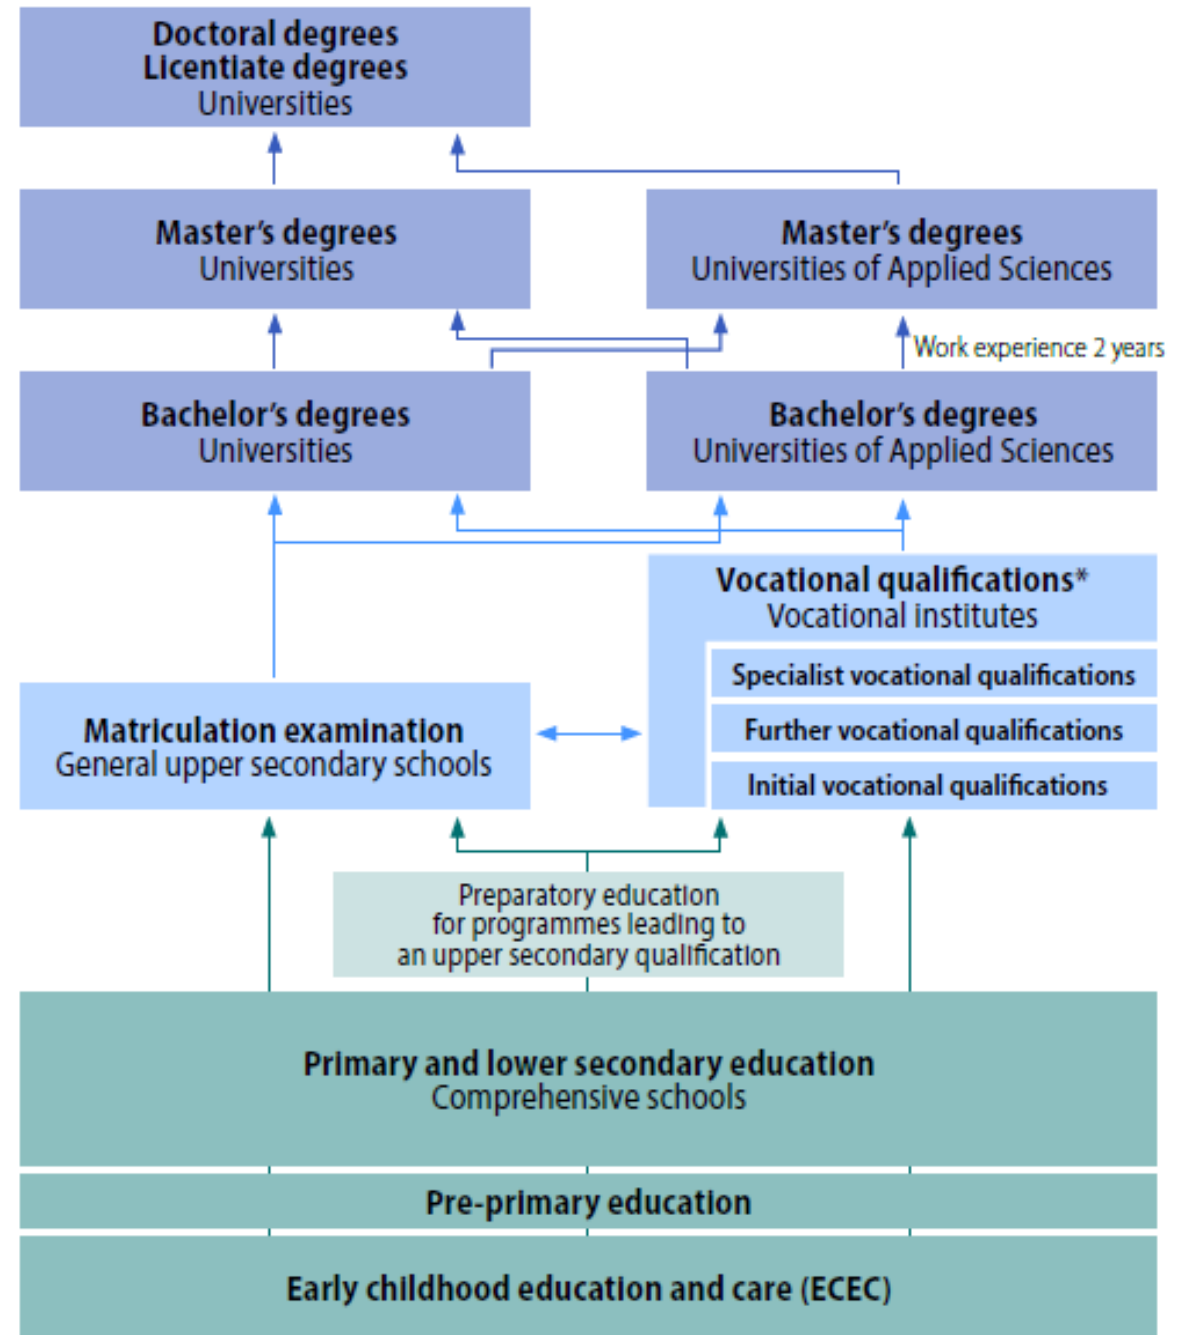 Doctoral degrees
Licentiate degrees
Universities
Master's degrees
Universities
Master's degrees
Universities of Applied Sciences
Work experience 2 years
Bachelor's degrees
Universities
Bachelor's degrees
Universities of Applied Sciences
Vocational qualifications*
Vocational institutes
Specialist vocational qualifications
Further vocational qualifications
Initial vocational qualifications
Matriculation examination
General upper secondary schools
Preparatory education
for programmes leading to
an upper secondary qualification
Primary and lower secondary education
Comprehensive schools
Pre-primary education
Early childhood education and care (ECEC)